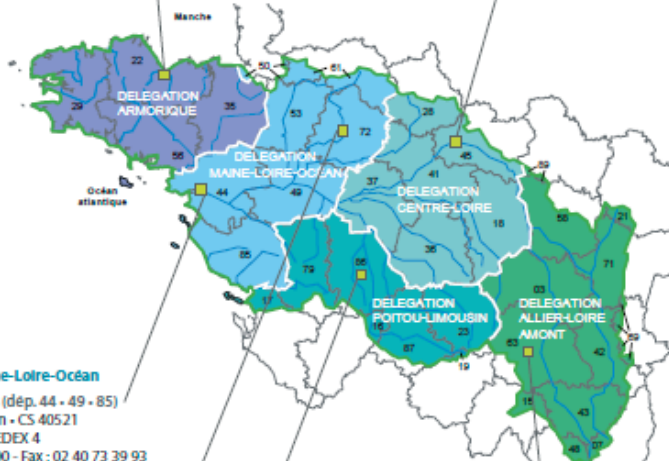 Manche
50
61
22
DELEGATION
ARMORIQUE
29
35
56
53
72
28
45
DELEGATION
MAINE-LOIRE-OCÉAN
Océan
atlantique
44
49
37
41
DELEGATION
CENTRE-LOIRE
89
58
21
18
36
85
79
86
71
03
17
DELEGATION
POITOU-LIMOUSIN
DELEGATION
ALLIER-LOIRE
AMONT
16
23
87
19
63
69
42
15
43
48
07
e-Loire-Océan
(dép. 44 • 49 • 85)
n • CS 40521
EDEX 4
00 - Fax : 02 40 73 39 93